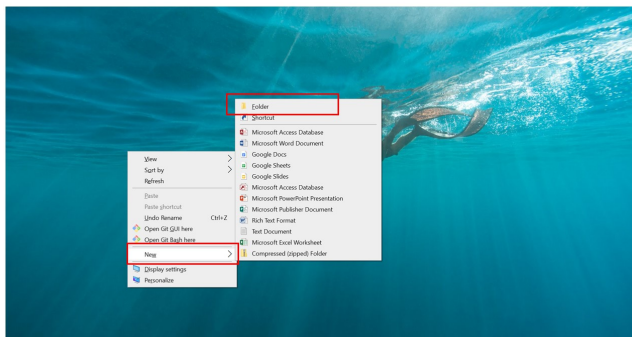 View
Sort by
Refresh
Paste
Paste shortcut
Undo Rename Ctrl+Z
Open Git GUI here
Open Git Bash here
New
Display settings
Personalize
Folder
Shortcut
Microsoft Access Database
Microsoft Word Document
Google Docs
Google Sheets
Google Slides
Microsoft Access Database
Microsoft PowerPoint Presentation
Microsoft Publisher Document
Rich Text Format
Text Document
Microsoft Excel Worksheet
Compressed (zipped) Folder